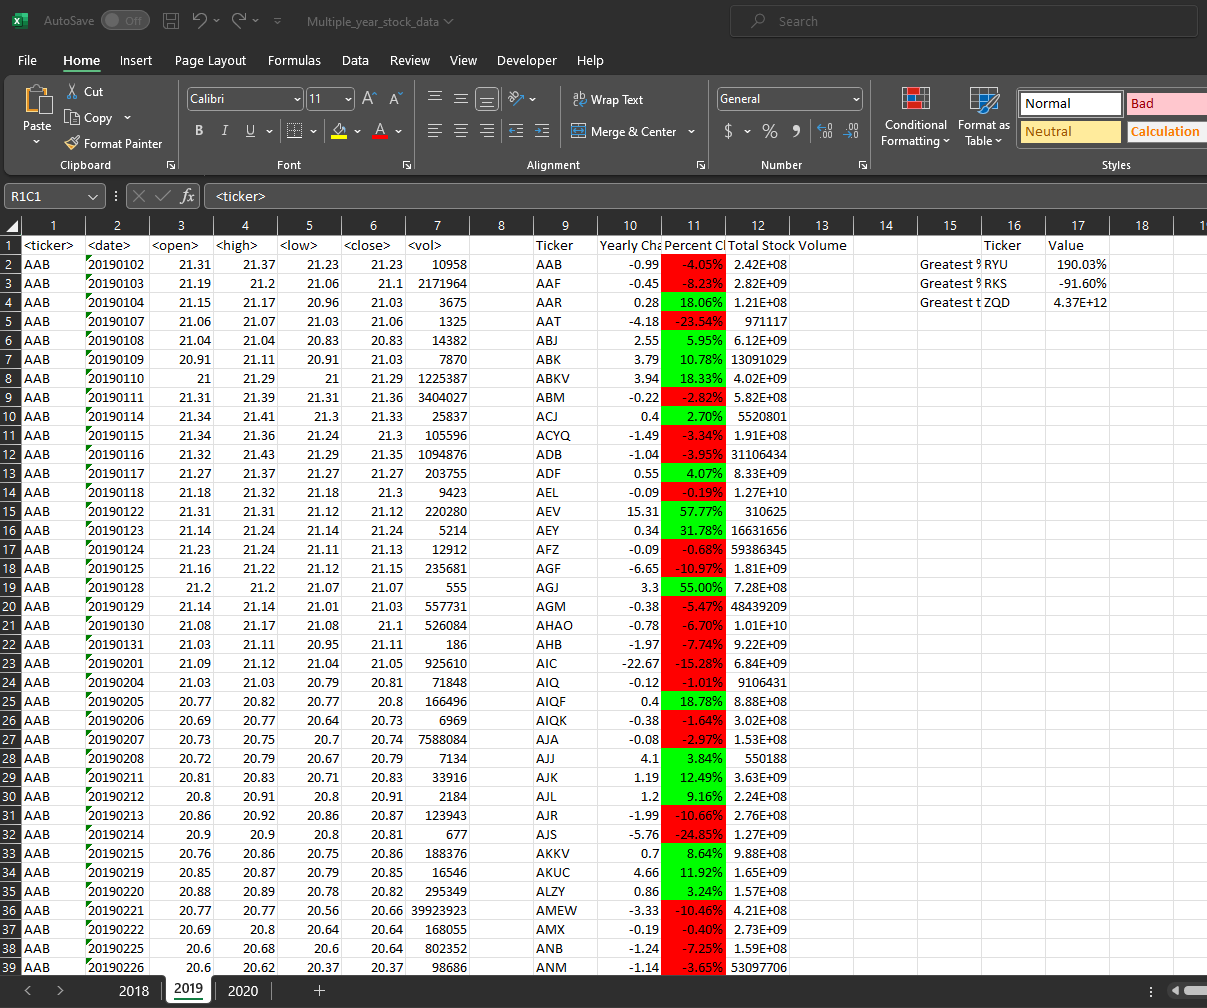 AutoSave Off Multiple_year_stock_data Search
File Home Insert Page Layout Formulas Data Review View Developer Help
Paste Cut Copy Format Painter Clipboard
Calibri 11 B I U A A A Font
ab Wrap Text Merge & Center Alignment
General $ % 9 Number
Conditional Formatting Format as Table Normal Bad Neutral Calculation Styles
R1C1 fx <ticker>
1 2 3 4 5 6 7 8 9 10 11 12 13 14 15 16 17 18
1 <ticker> <date> <open> <high> <low> <close> <vol> Ticker Yearly Cha Percent Cl Total Stock Volume Ticker Value
2 AAB 20190102 21.31 21.37 21.23 21.23 10958 AAB -0.99 -4.05% 2.42E+08 Greatest % RYU 190.03%
3 AAB 20190103 21.19 21.2 21.06 21.1 2171964 AAF -0.45 -8.23% 2.82E+09 Greatest % RKS -91.60%
4 AAB 20190104 21.15 21.17 20.96 21.03 3675 AAR 0.28 18.06% 1.21E+08 Greatest t ZQD 4.37E+12
5 AAB 20190107 21.06 21.07 21.03 21.06 1325 AAT -4.18 -23.54% 971117
6 AAB 20190108 21.04 21.04 20.83 20.83 14382 ABJ 2.55 5.95% 6.12E+09
7 AAB 20190109 20.91 21.11 20.91 21.03 7870 ABK 3.79 10.78% 13091029
8 AAB 20190110 21 21.29 21 21.29 1225387 ABKV 3.94 18.33% 4.02E+09
9 AAB 20190111 21.31 21.39 21.31 21.36 3404027 ABM -0.22 -2.82% 5.82E+08
10 AAB 20190114 21.34 21.41 21.3 21.33 25837 ACJ 0.4 2.70% 5520801
11 AAB 20190115 21.34 21.36 21.24 21.3 105596 ACYQ -1.49 -3.34% 1.91E+08
12 AAB 20190116 21.32 21.43 21.29 21.35 1094876 ADB -1.04 -3.95% 31106434
13 AAB 20190117 21.27 21.37 21.27 21.27 203755 ADF 0.55 4.07% 8.33E+09
14 AAB 20190118 21.18 21.32 21.18 21.3 9423 AEL -0.09 -0.19% 1.27E+10
15 AAB 20190122 21.31 21.31 21.12 21.12 220280 AEV 15.31 57.77% 310625
16 AAB 20190123 21.14 21.24 21.14 21.24 5214 AEY 0.34 31.78% 16631656
17 AAB 20190124 21.23 21.24 21.11 21.13 12912 AFZ -0.09 -0.68% 59386345
18 AAB 20190125 21.16 21.22 21.12 21.15 235681 AGF -6.65 -10.97% 1.81E+09
19 AAB 20190128 21.2 21.2 21.07 21.07 555 AGJ 3.3 55.00% 7.28E+08
20 AAB 20190129 21.14 21.14 21.01 21.03 557731 AGM -0.38 -5.47% 48439209
21 AAB 20190130 21.08 21.17 21.08 21.1 526084 AHAO -0.78 -6.70% 1.01E+10
22 AAB 20190131 21.03 21.11 20.95 21.11 186 AHB -1.97 -7.74% 9.22E+09
23 AAB 20190201 21.09 21.12 21.04 21.05 925610 AIC -22.67 -15.28% 6.84E+09
24 AAB 20190204 21.03 21.03 20.79 20.81 71848 AIQ -0.12 -1.01% 9106431
25 AAB 20190205 20.77 20.82 20.77 20.8 166496 AIQF 0.4 18.78% 8.88E+08
26 AAB 20190206 20.69 20.77 20.64 20.73 6969 AIQK -0.38 -1.64% 3.02E+08
27 AAB 20190207 20.73 20.75 20.7 20.74 7588084 AJA -0.08 -2.97% 1.53E+08
28 AAB 20190208 20.72 20.79 20.67 20.79 7134 AJJ 4.1 3.84% 550188
29 AAB 20190211 20.81 20.83 20.71 20.83 33916 AJK 1.19 12.49% 3.63E+09
30 AAB 20190212 20.8 20.91 20.8 20.91 2184 AJL 1.2 9.16% 2.24E+08
31 AAB 20190213 20.86 20.92 20.86 20.87 123943 AJR -1.99 -10.66% 2.76E+08
32 AAB 20190214 20.9 20.9 20.8 20.81 677 AJS -5.76 -24.85% 1.27E+09
33 AAB 20190215 20.76 20.86 20.75 20.86 188376 AKKV 0.7 8.64% 9.88E+08
34 AAB 20190219 20.85 20.87 20.79 20.85 16546 AKUC 4.66 11.92% 1.65E+09
35 AAB 20190220 20.88 20.89 20.78 20.82 295349 ALZY 0.86 3.24% 1.57E+08
36 AAB 20190221 20.77 20.77 20.56 20.66 39923923 AMEW -3.33 -10.46% 4.21E+08
37 AAB 20190222 20.69 20.8 20.64 20.64 168055 AMX -0.19 -0.40% 2.73E+09
38 AAB 20190225 20.6 20.68 20.6 20.64 802352 ANB -1.24 -7.25% 1.59E+08
39 AAB 20190226 20.6 20.62 20.37 20.37 98686 ANM -1.14 -3.65% 53097706
2018 2019 2020